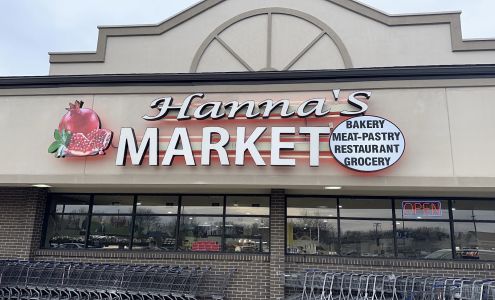 Hanna's
MARKET
BAKERY
MEAT-PASTRY
RESTAURANT
GROCERY
OPEN